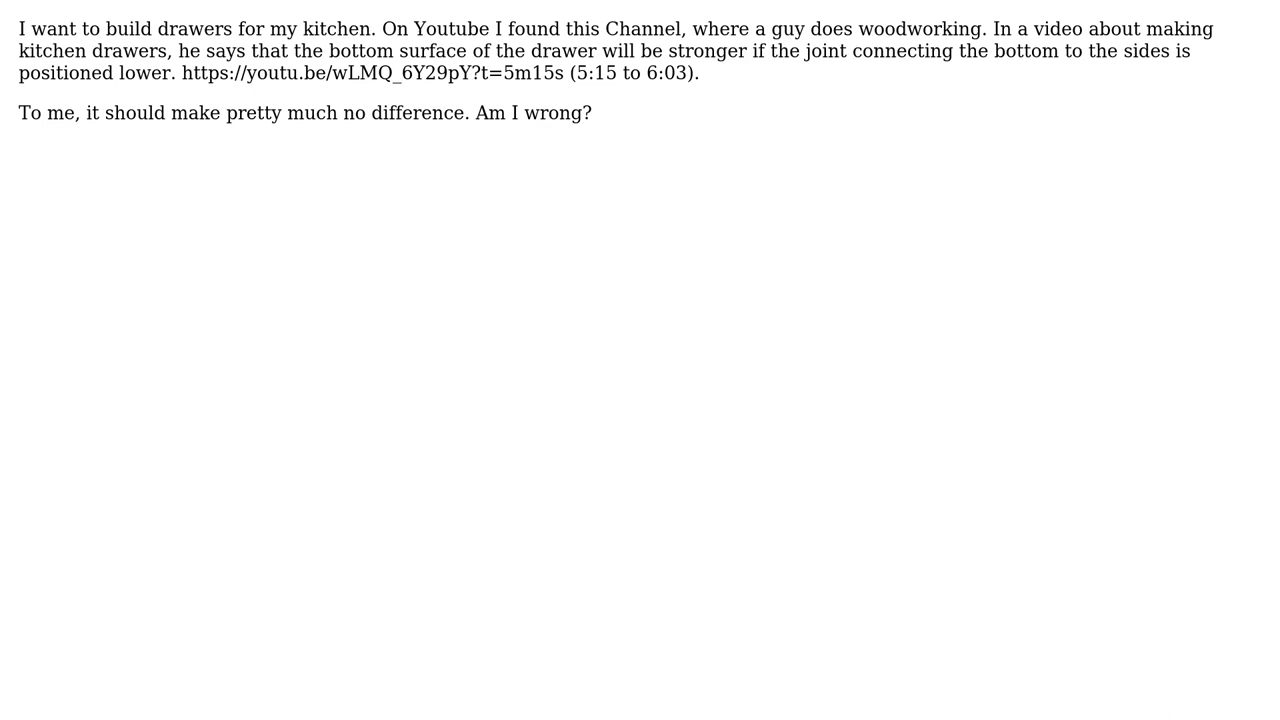 I want to build drawers for my kitchen. On Youtube I found this Channel, where a guy does woodworking. In a video about making
kitchen drawers, he says that the bottom surface of the drawer will be stronger if the joint connecting the bottom to the sides is
positioned lower. https://youtu.be/wLMQ_6Y29pY?t=5m15s (5:15 to 6:03).
To me, it should make pretty much no difference. Am I wrong?